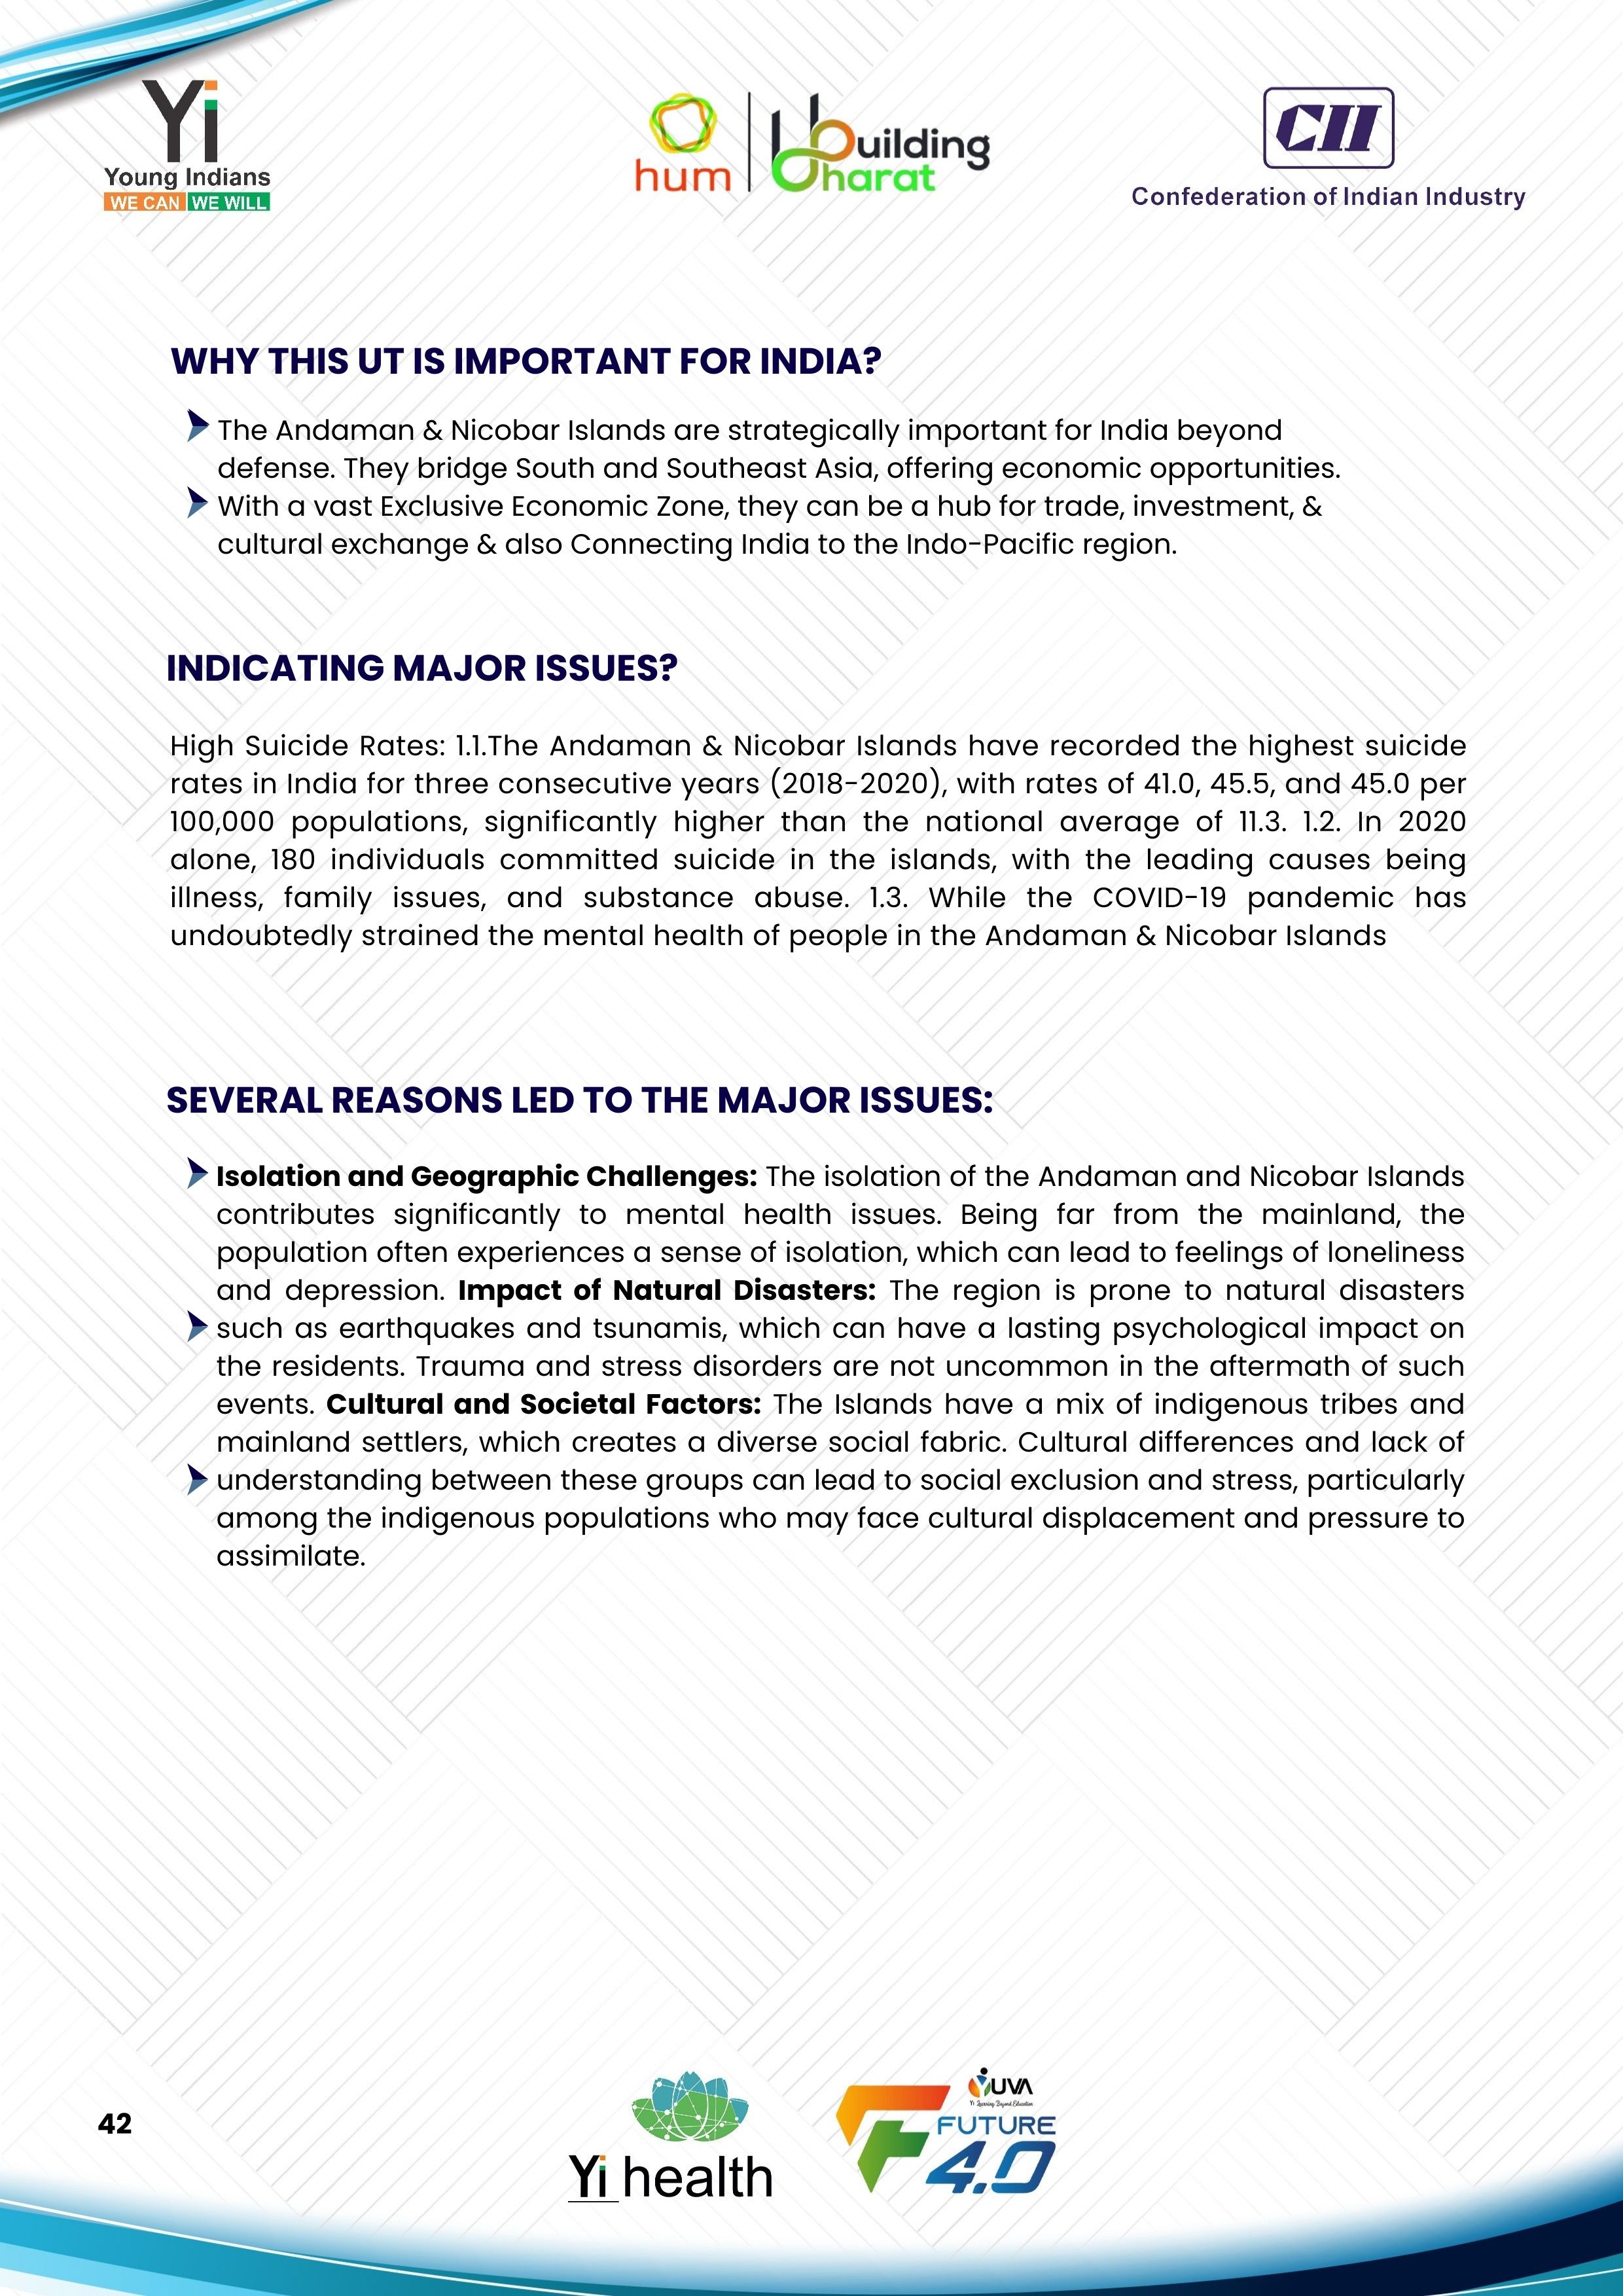 Yi
Young Indians
WE CAN WE WILL
hum
Building
Bharat
CII
Confederation of Indian Industry
WHY THIS UT IS IMPORTANT FOR INDIA?
The Andaman & Nicobar Islands are strategically important for India beyond
defense. They bridge South and Southeast Asia, offering economic opportunities.
With a vast Exclusive Economic Zone, they can be a hub for trade, investment, &
cultural exchange & also Connecting India to the Indo-Pacific region.
INDICATING MAJOR ISSUES?
High Suicide Rates: 1.1.The Andaman & Nicobar Islands have recorded the highest suicide
rates in India for three consecutive years (2018-2020), with rates of 41.0, 45.5, and 45.0 per
100,000 populations, significantly higher than the national average of 11.3. 1.2. In 2020
alone, 180 individuals committed suicide in the islands, with the leading causes being
illness, family issues, and substance abuse. 1.3. While the COVID-19 pandemic has
undoubtedly strained the mental health of people in the Andaman & Nicobar Islands
SEVERAL REASONS LED TO THE MAJOR ISSUES:
Isolation and Geographic Challenges: The isolation of the Andaman and Nicobar Islands
contributes significantly to mental health issues. Being far from the mainland, the
population often experiences a sense of isolation, which can lead to feelings of loneliness
and depression. Impact of Natural Disasters: The region is prone to natural disasters
such as earthquakes and tsunamis, which can have a lasting psychological impact on
the residents. Trauma and stress disorders are not uncommon in the aftermath of such
events. Cultural and Societal Factors: The Islands have a mix of indigenous tribes and
mainland settlers, which creates a diverse social fabric. Cultural differences and lack of
understanding between these groups can lead to social exclusion and stress, particularly
among the indigenous populations who may face cultural displacement and pressure to
assimilate.
42
Yi health
YUVA
Yi Learning Beyond Education
FUTURE
4.0